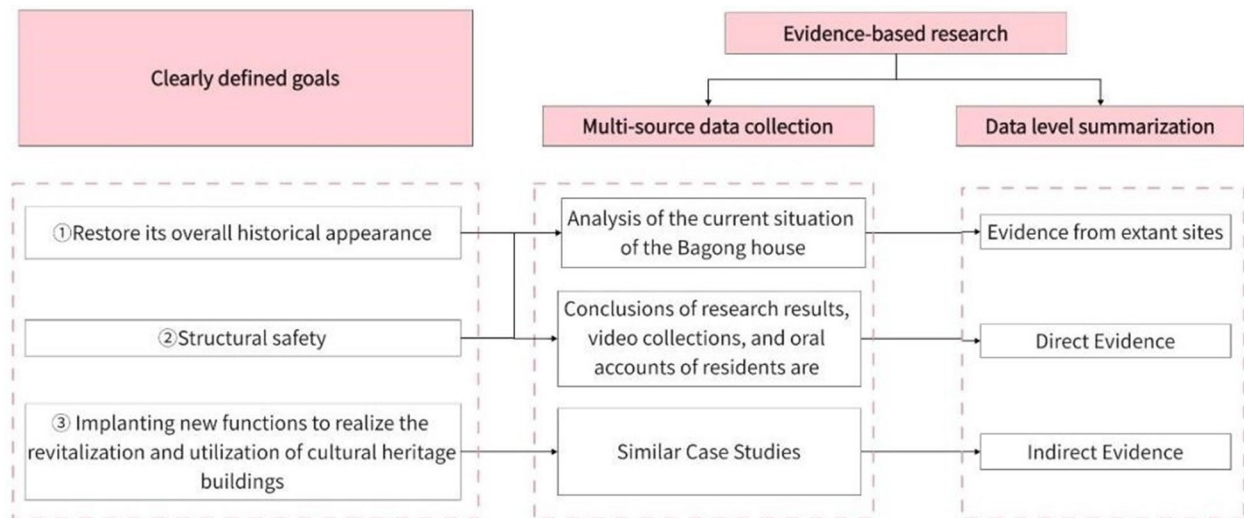 Clearly defined goals
Evidence-based research
Multi-source data collection
Data level summarization
①Restore its overall historical appearance
②Structural safety
③ Implanting new functions to realize the
revitalization and utilization of cultural heritage
buildings
Analysis of the current situation
of the Bagong house
Conclusions of research results,
video collections, and oral
accounts of residents are
Similar Case Studies
Evidence from extant sites
Direct Evidence
Indirect Evidence